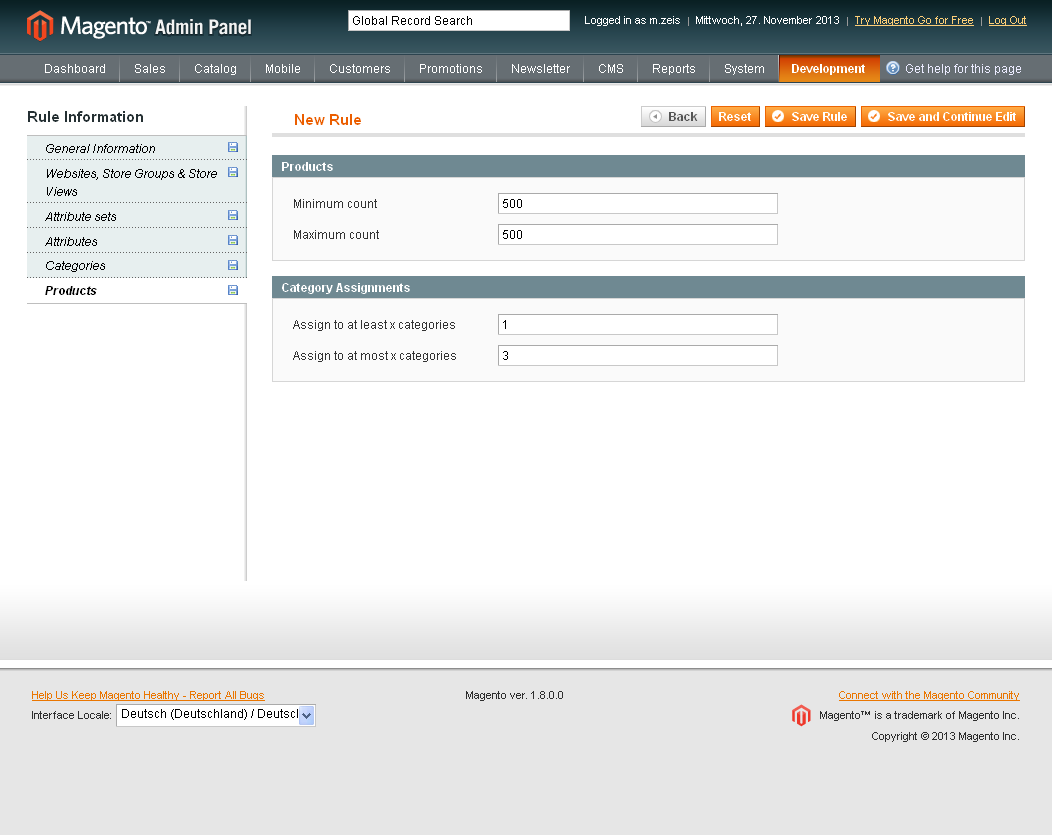 Magento™ Admin Panel
Global Record Search
Logged in as m.zeis | Mittwoch, 27. November 2013 | Try Magento Go for Free | Log Out
Dashboard Sales Catalog Mobile Customers Promotions Newsletter CMS Reports System Development Get help for this page
Rule Information
General Information
Websites, Store Groups & Store
Views
Attribute sets
Attributes
Categories
Products
New Rule
Back Reset Save Rule Save and Continue Edit
Products
Minimum count 500
Maximum count 500
Category Assignments
Assign to at least x categories 1
Assign to at most x categories 3
Help Us Keep Magento Healthy - Report All Bugs
Interface Locale: Deutsch (Deutschland) / Deutscl
Magento ver. 1.8.0.0
Connect with the Magento Community
Magento™ is a trademark of Magento Inc.
Copyright © 2013 Magento Inc.